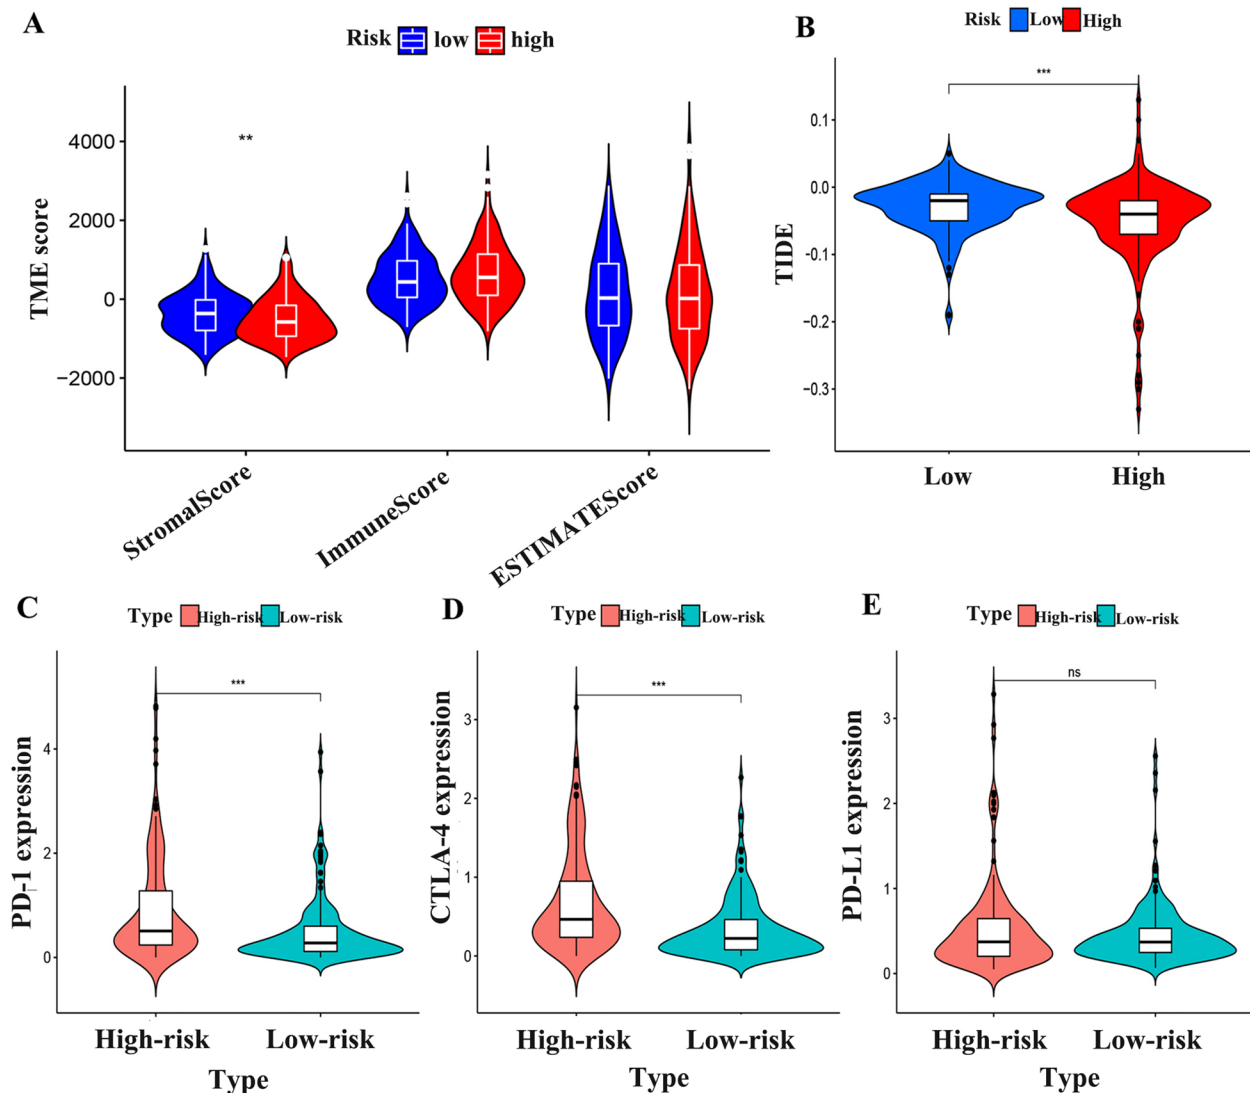 A
Risk low high
TME score
4000
2000
0
−2000
**
StromalScore
ImmuneScore
ESTIMATEScore
B
Risk Low High
TIDE
0.1
0.0
-0.1
-0.2
-0.3
***
Low High
C
Type High-risk Low-risk
PD-1 expression
4
2
0
***
High-risk Low-risk
Type
D
Type High-risk Low-risk
CTLA-4 expression
3
2
1
0
***
High-risk Low-risk
Type
E
Type High-risk Low-risk
PD-L1 expression
3
2
1
0
ns
High-risk Low-risk
Type